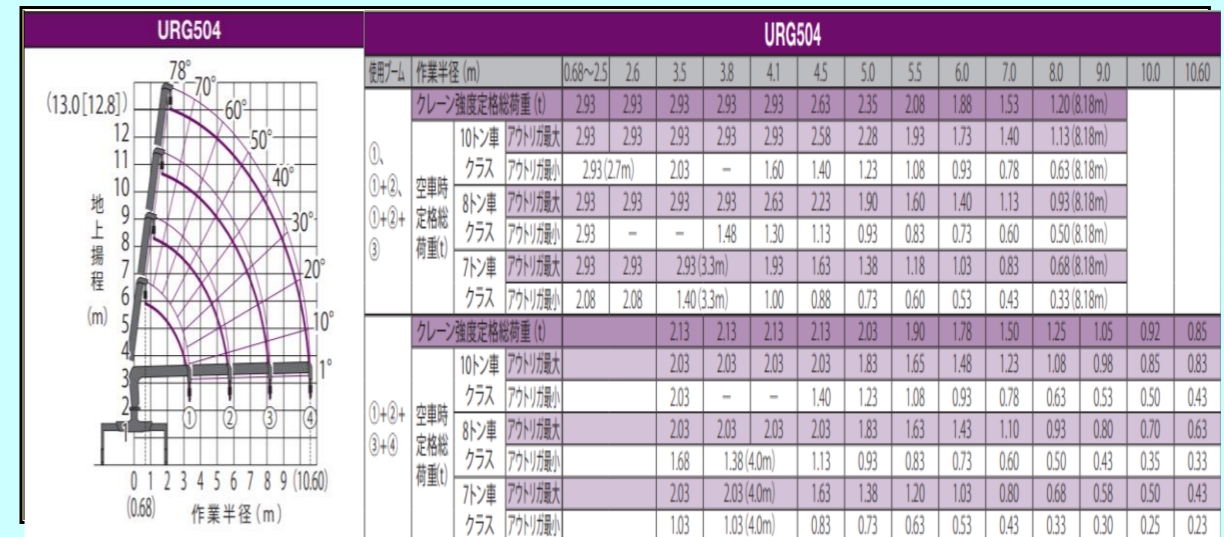 URG504
78°
70°
60°
50°
40°
30°
20°
10°
1°
(13.0[12.8])
12
11
10
9
8
7
6
5
4
3
2
1
地上揚程(m)
① ② ③ ④
0 1 2 3 4 5 6 7 8 9 (10.60)
(0.68)
作業半径(m)
URG504
使用ブーム 作業半径(m) 0.68～2.5 2.6 3.5 3.8 4.1 4.5 5.0 5.5 6.0 7.0 8.0 9.0 10.0 10.60
①、①+②、①+②+③
クレーン強度定格総荷重(t) 2.93 2.93 2.93 2.93 2.93 2.63 2.35 2.08 1.88 1.53 1.20(8.18m)
空車時定格総荷重(t)
10トン車クラス アウトリガ最大 2.93 2.93 2.93 2.93 2.93 2.58 2.28 1.93 1.73 1.40 1.13(8.18m)
アウトリガ最小 2.93(2.7m) 2.03 － 1.60 1.40 1.23 1.08 0.93 0.78 0.63(8.18m)
8トン車クラス アウトリガ最大 2.93 2.93 2.93 2.93 2.63 2.23 1.90 1.60 1.40 1.13 0.93(8.18m)
アウトリガ最小 2.93 － － 1.48 1.30 1.13 0.93 0.83 0.73 0.60 0.50(8.18m)
7トン車クラス アウトリガ最大 2.93 2.93 2.93(3.3m) 1.93 1.63 1.38 1.18 1.03 0.83 0.68(8.18m)
アウトリガ最小 2.08 2.08 1.40(3.3m) 1.00 0.88 0.73 0.60 0.53 0.43 0.33(8.18m)
①+②+③+④
クレーン強度定格総荷重(t) 2.13 2.13 2.13 2.13 2.03 1.90 1.78 1.50 1.25 1.05 0.92 0.85
空車時定格総荷重(t)
10トン車クラス アウトリガ最大 2.03 2.03 2.03 2.03 1.83 1.65 1.48 1.23 1.08 0.98 0.85 0.83
アウトリガ最小 2.03 － － 1.40 1.23 1.08 0.93 0.78 0.63 0.53 0.50 0.43
8トン車クラス アウトリガ最大 2.03 2.03 2.03 2.03 1.83 1.63 1.43 1.10 0.93 0.80 0.70 0.63
アウトリガ最小 1.68 1.38(4.0m) 1.13 0.93 0.83 0.73 0.60 0.50 0.43 0.35 0.33
7トン車クラス アウトリガ最大 2.03 2.03(4.0m) 1.63 1.38 1.20 1.03 0.80 0.68 0.58 0.50 0.43
アウトリガ最小 1.03 1.03(4.0m) 0.83 0.73 0.63 0.53 0.43 0.33 0.30 0.25 0.23